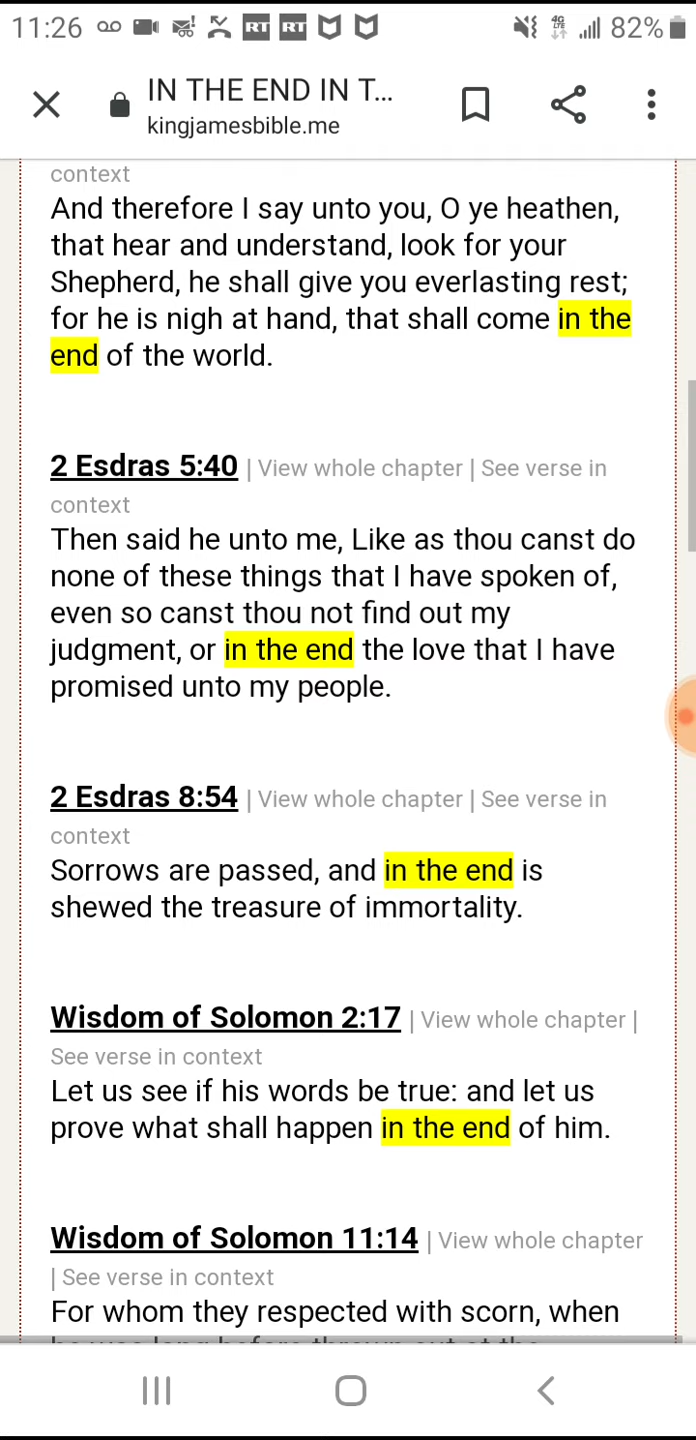 11:26 RT RT 4G LTE 82%
IN THE END IN T...
kingjamesbible.me
context
And therefore I say unto you, O ye heathen,
that hear and understand, look for your
Shepherd, he shall give you everlasting rest;
for he is nigh at hand, that shall come in the
end of the world.
2 Esdras 5:40 | View whole chapter | See verse in
context
Then said he unto me, Like as thou canst do
none of these things that I have spoken of,
even so canst thou not find out my
judgment, or in the end the love that I have
promised unto my people.
2 Esdras 8:54 | View whole chapter | See verse in
context
Sorrows are passed, and in the end is
shewed the treasure of immortality.
Wisdom of Solomon 2:17 | View whole chapter |
See verse in context
Let us see if his words be true: and let us
prove what shall happen in the end of him.
Wisdom of Solomon 11:14 | View whole chapter
| See verse in context
For whom they respected with scorn, when